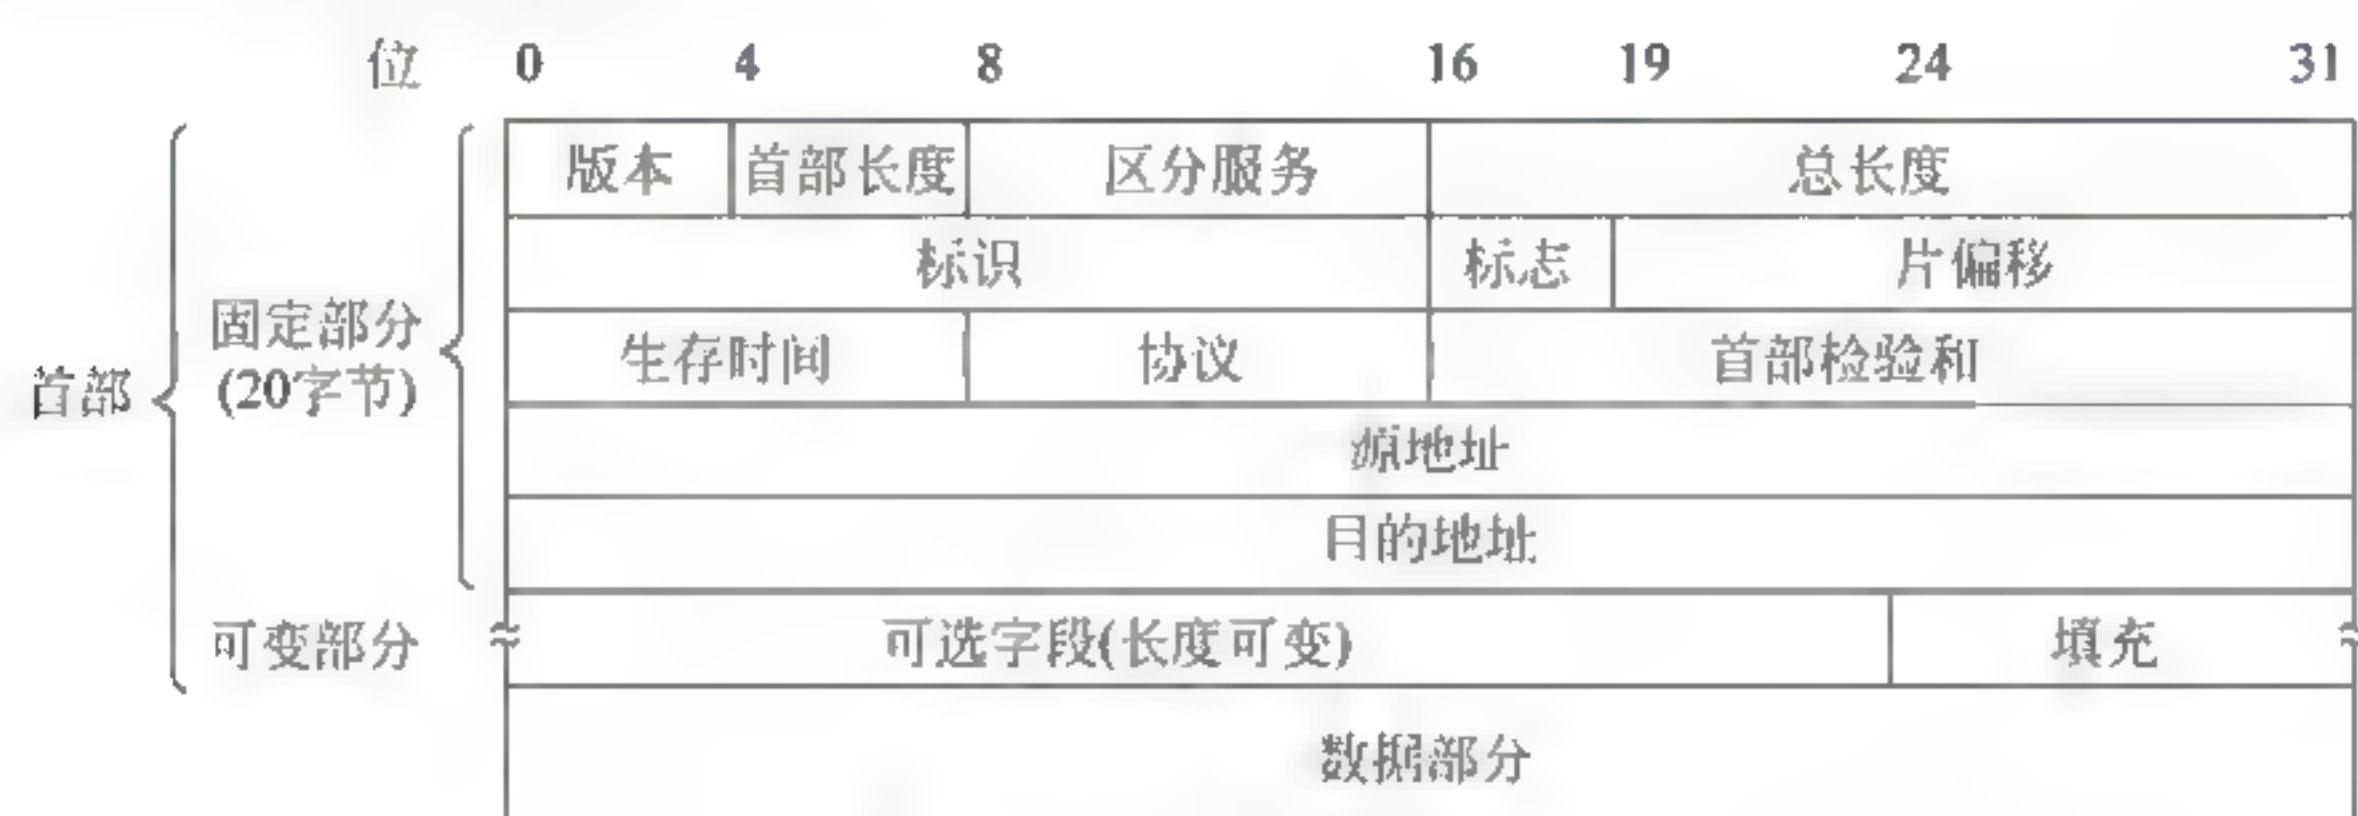 位 0 4 8 16 19 24 31
版本 首部长度 区分服务 总长度
标识 标志 片偏移
固定部分
(20字节)
生存时间 协议 首部检验和
首部
源地址
目的地址
可变部分 可选字段(长度可变) 填充
数据部分